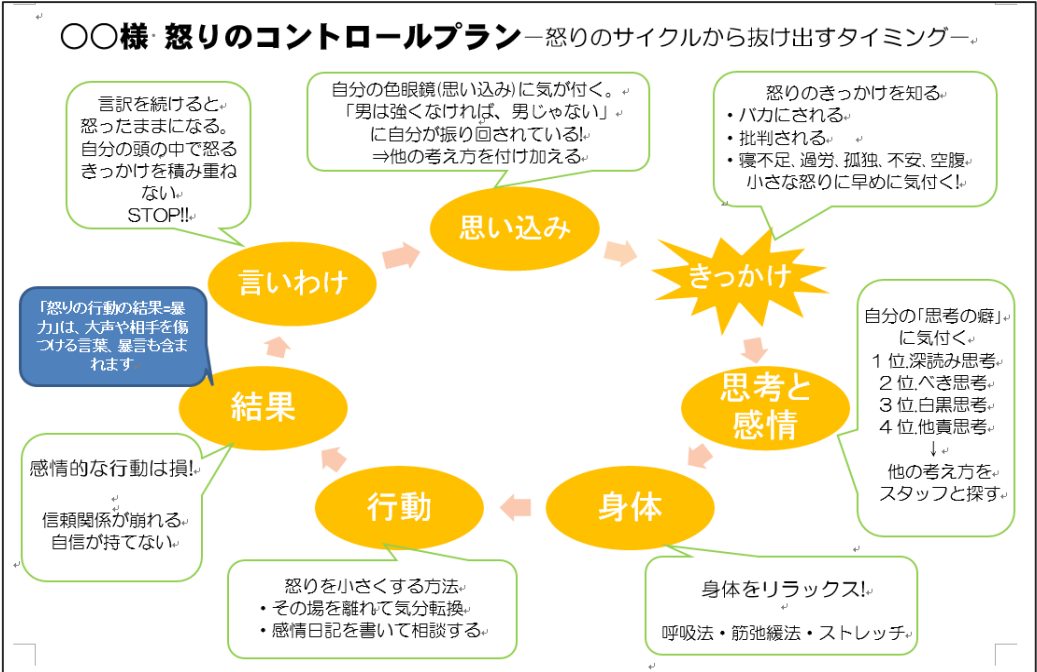 〇〇様 怒りのコントロールプラン―怒りのサイクルから抜け出すタイミング―
言訳を続けると
怒ったままになる。
自分の頭の中で怒る
きっかけを積み重ね
ない
STOP!!
自分の色眼鏡(思い込み)に気が付く。
「男は強くなければ、男じゃない」
に自分が振り回されている!
⇒他の考え方を付け加える
怒りのきっかけを知る
・バカにされる
・批判される
・寝不足、過労、孤独、不安、空腹
小さな怒りに早めに気付く!
思い込み
きっかけ
言いわけ
「怒りの行動の結果=暴
力」は、大声や相手を傷
つける言葉、暴言も含ま
れます
自分の「思考の癖」
に気付く
1位.深読み思考
2位.べき思考
3位.白黒思考
4位.他責思考
↓
他の考え方を
スタッフと探す
思考と
感情
結果
感情的な行動は損!
信頼関係が崩れる
自信が持てない
行動
身体
怒りを小さくする方法
・その場を離れて気分転換
・感情日記を書いて相談する
身体をリラックス!
呼吸法・筋弛緩法・ストレッチ